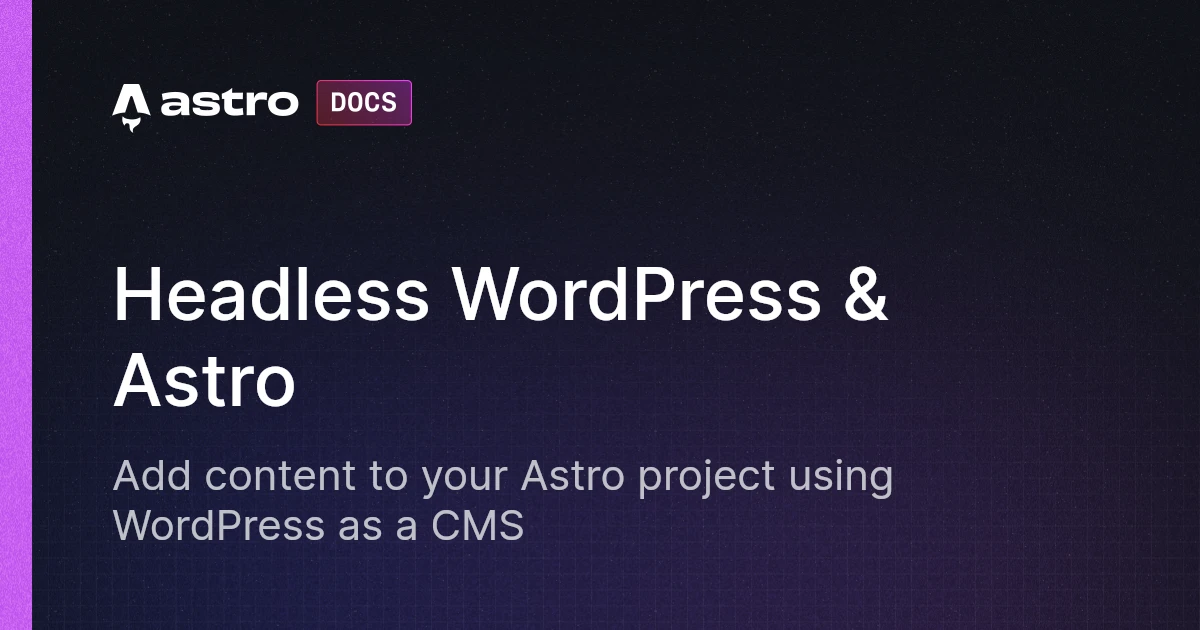 astro DOCS
Headless WordPress &
Astro
Add content to your Astro project using
WordPress as a CMS